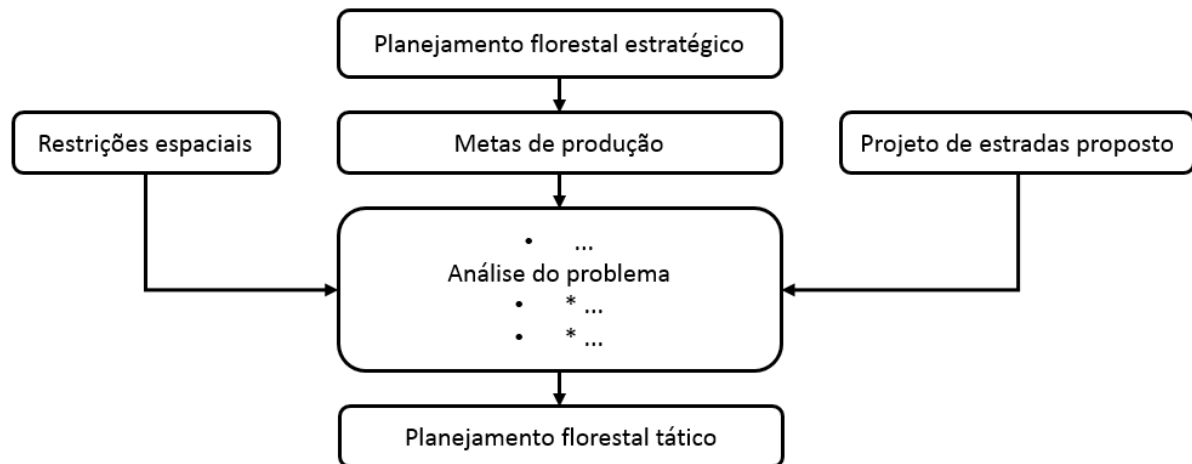 Planejamento florestal estratégico
Restrições espaciais
Metas de produção
Projeto de estradas proposto
• ...
Análise do problema
• * ...
• * ...
Planejamento florestal tático